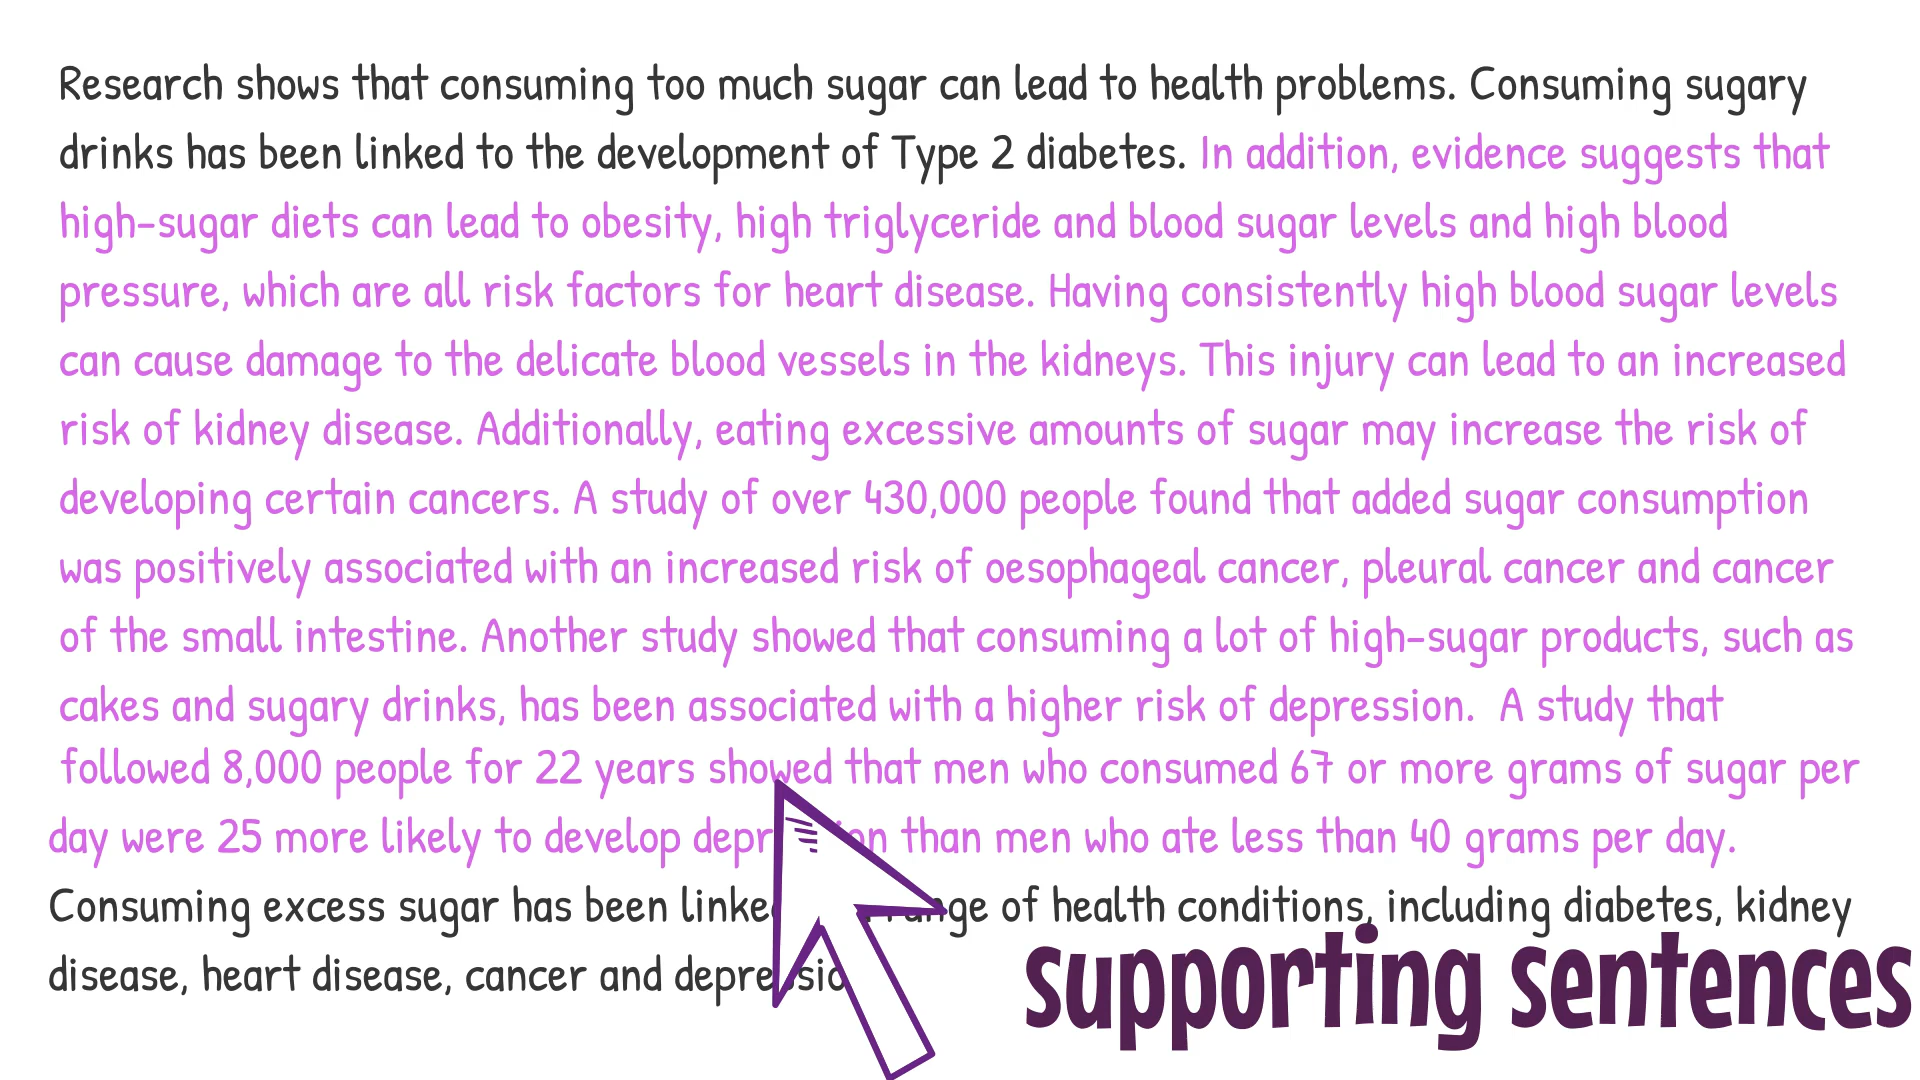 Research shows that consuming too much sugar can lead to health problems. Consuming sugary
drinks has been linked to the development of Type 2 diabetes. In addition, evidence suggests that
high-sugar diets can lead to obesity, high triglyceride and blood sugar levels and high blood
pressure, which are all risk factors for heart disease. Having consistently high blood sugar levels
can cause damage to the delicate blood vessels in the kidneys. This injury can lead to an increased
risk of kidney disease. Additionally, eating excessive amounts of sugar may increase the risk of
developing certain cancers. A study of over 430,000 people found that added sugar consumption
was positively associated with an increased risk of oesophageal cancer, pleural cancer and cancer
of the small intestine. Another study showed that consuming a lot of high-sugar products, such as
cakes and sugary drinks, has been associated with a higher risk of depression. A study that
followed 8,000 people for 22 years showed that men who consumed 67 or more grams of sugar per
day were 25 more likely to develop depression than men who ate less than 40 grams per day.
Consuming excess sugar has been linked range of health conditions, including diabetes, kidney
disease, heart disease, cancer and depression
supporting sentences